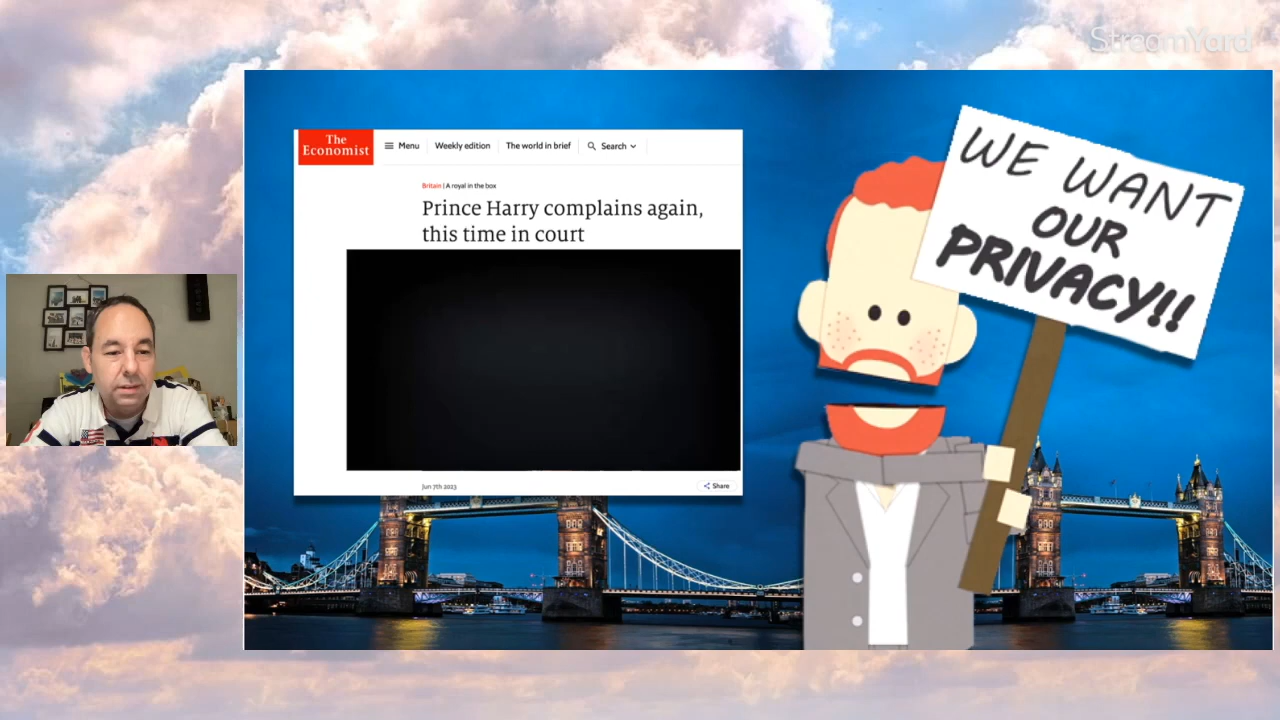 StreamYard
The
Economist
Menu
Weekly edition
The world in brief
Search
Britain | A royal in the box
Prince Harry complains again,
this time in court
Jun 7th 2023
Share
WE WANT
OUR
PRIVACY!!